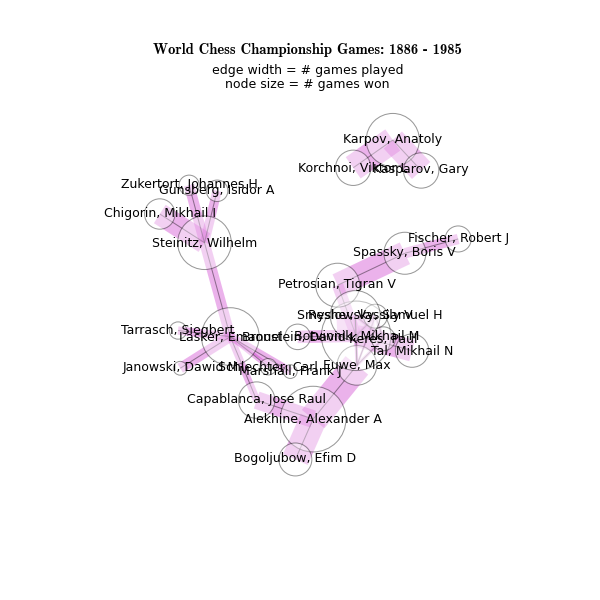 World Chess Championship Games: 1886 - 1985
edge width = # games played
node size = # games won
Karpov, Anatoly
Korchnoi, Viktor L
Kasparov, Gary
Zukertort, Johannes H
Gunsberg, Isidor A
Chigorin, Mikhail I
Steinitz, Wilhelm
Fischer, Robert J
Spassky, Boris V
Petrosian, Tigran V
Smyslov, Vassily V
Reshevsky, Samuel H
Tarrasch, Siegbert
Lasker, Emanuel
Bronstein, David I
Botvinnik, Mikhail M
Keres, Paul
Tal, Mikhail N
Janowski, Dawid M
Schlechter, Carl
Marshall, Frank J
Euwe, Max
Capablanca, Jose Raul
Alekhine, Alexander A
Bogoljubow, Efim D